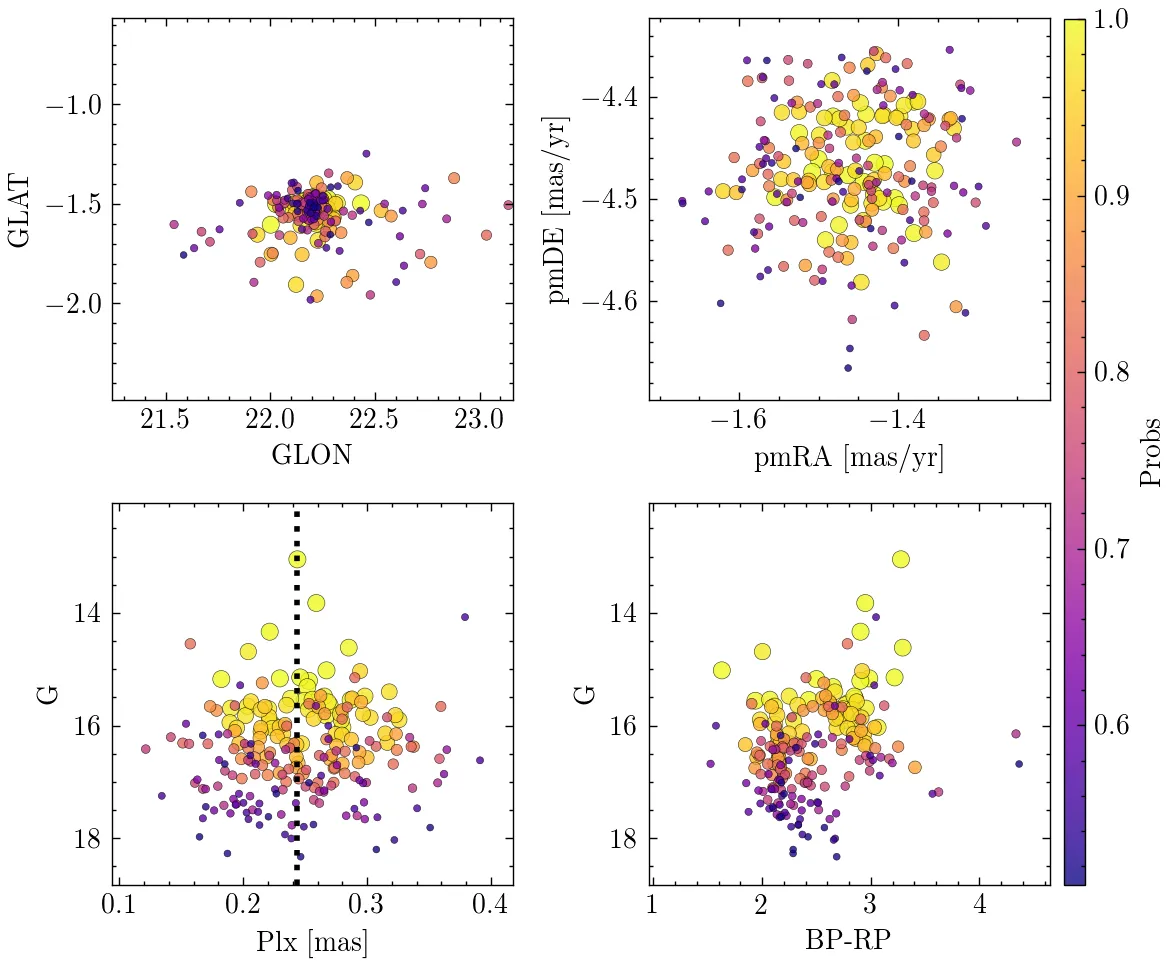 −1.0
−1.5
−2.0
GLAT
21.5 22.0 22.5 23.0
GLON
−4.4
−4.5
−4.6
pmDE [mas/yr]
−1.6 −1.4
pmRA [mas/yr]
1.0
0.9
0.8
0.7
0.6
Probs
14
16
18
G
0.1 0.2 0.3 0.4
Plx [mas]
14
16
18
G
1 2 3 4
BP-RP